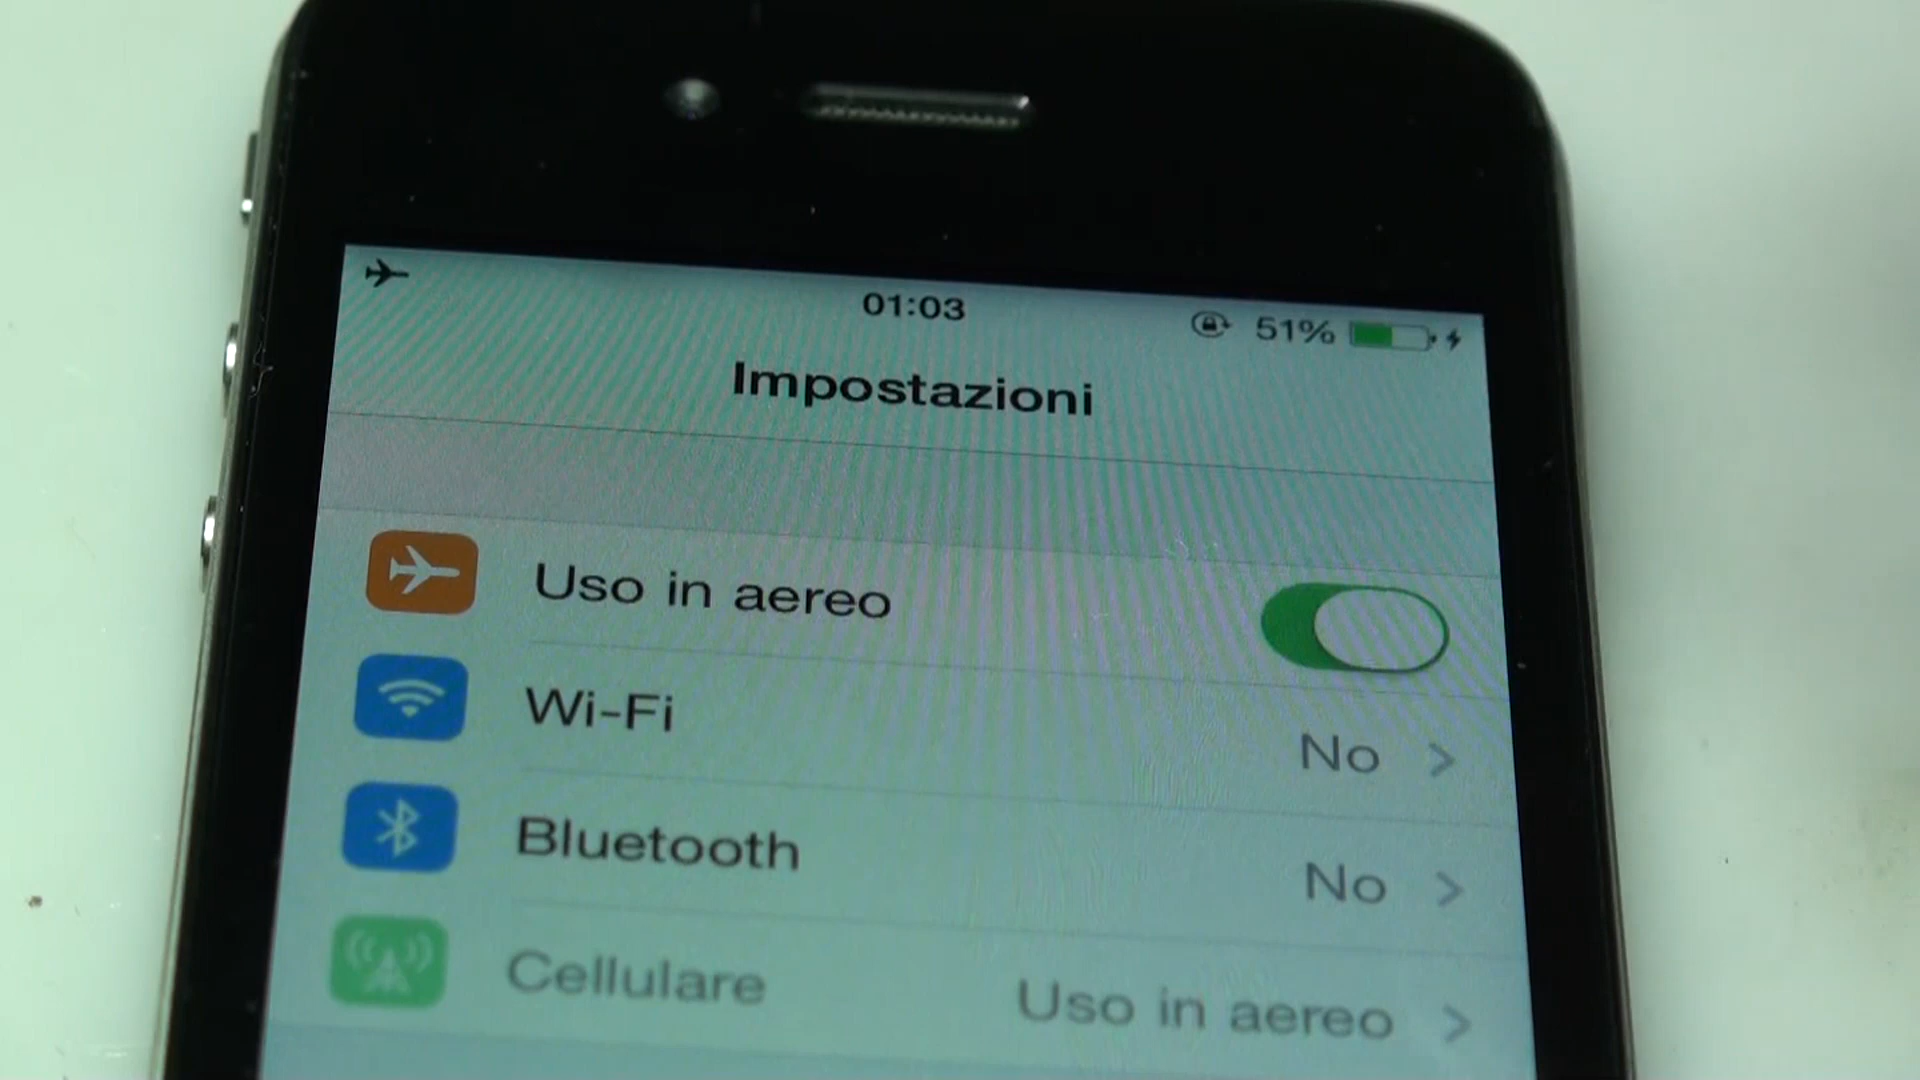 01:03
51%
Impostazioni
Uso in aereo
Wi-Fi No
Bluetooth No
Cellulare Uso in aereo